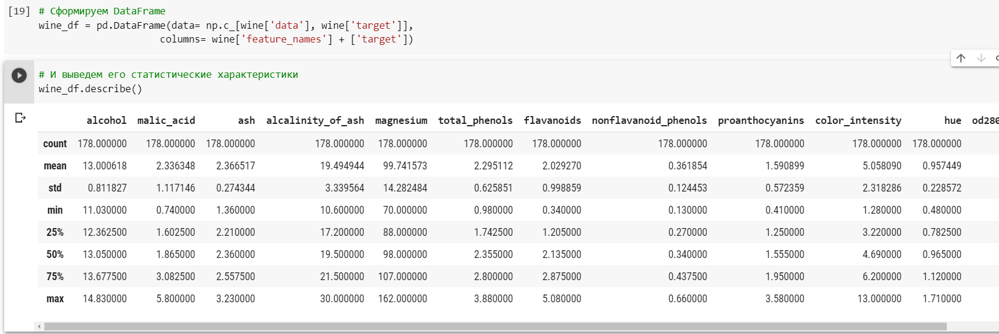 [19] # Сформируем DataFrame
wine_df = pd.DataFrame(data= np.c_[wine['data'], wine['target']],
columns= wine['feature_names'] + ['target'])
# И выведем его статистические характеристики
wine_df.describe()
alcohol malic_acid ash alcalinity_of_ash magnesium total_phenols flavanoids nonflavanoid_phenols proanthocyanins color_intensity hue od280
count 178.000000 178.000000 178.000000 178.000000 178.000000 178.000000 178.000000 178.000000 178.000000 178.000000 178.000000
mean 13.000618 2.336348 2.366517 19.494944 99.741573 2.295112 2.029270 0.361854 1.590899 5.058090 0.957449
std 0.811827 1.117146 0.274344 3.339564 14.282484 0.625851 0.998859 0.124453 0.572359 2.318286 0.228572
min 11.030000 0.740000 1.360000 10.600000 70.000000 0.980000 0.340000 0.130000 0.410000 1.280000 0.480000
25% 12.362500 1.602500 2.210000 17.200000 88.000000 1.742500 1.205000 0.270000 1.250000 3.220000 0.782500
50% 13.050000 1.865000 2.360000 19.500000 98.000000 2.355000 2.135000 0.340000 1.555000 4.690000 0.965000
75% 13.677500 3.082500 2.557500 21.500000 107.000000 2.800000 2.875000 0.437500 1.950000 6.200000 1.120000
max 14.830000 5.800000 3.230000 30.000000 162.000000 3.880000 5.080000 0.660000 3.580000 13.000000 1.710000